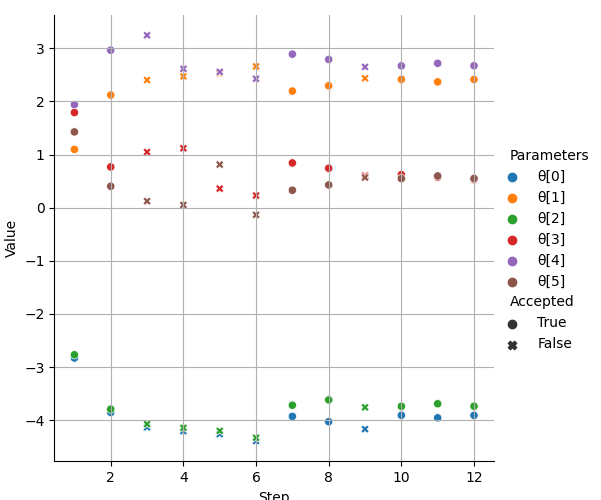 3
2
1
0
−1
−2
−3
−4
Value
2
4
6
8
10
12
Step
Parameters
θ[0]
θ[1]
θ[2]
θ[3]
θ[4]
θ[5]
Accepted
True
False